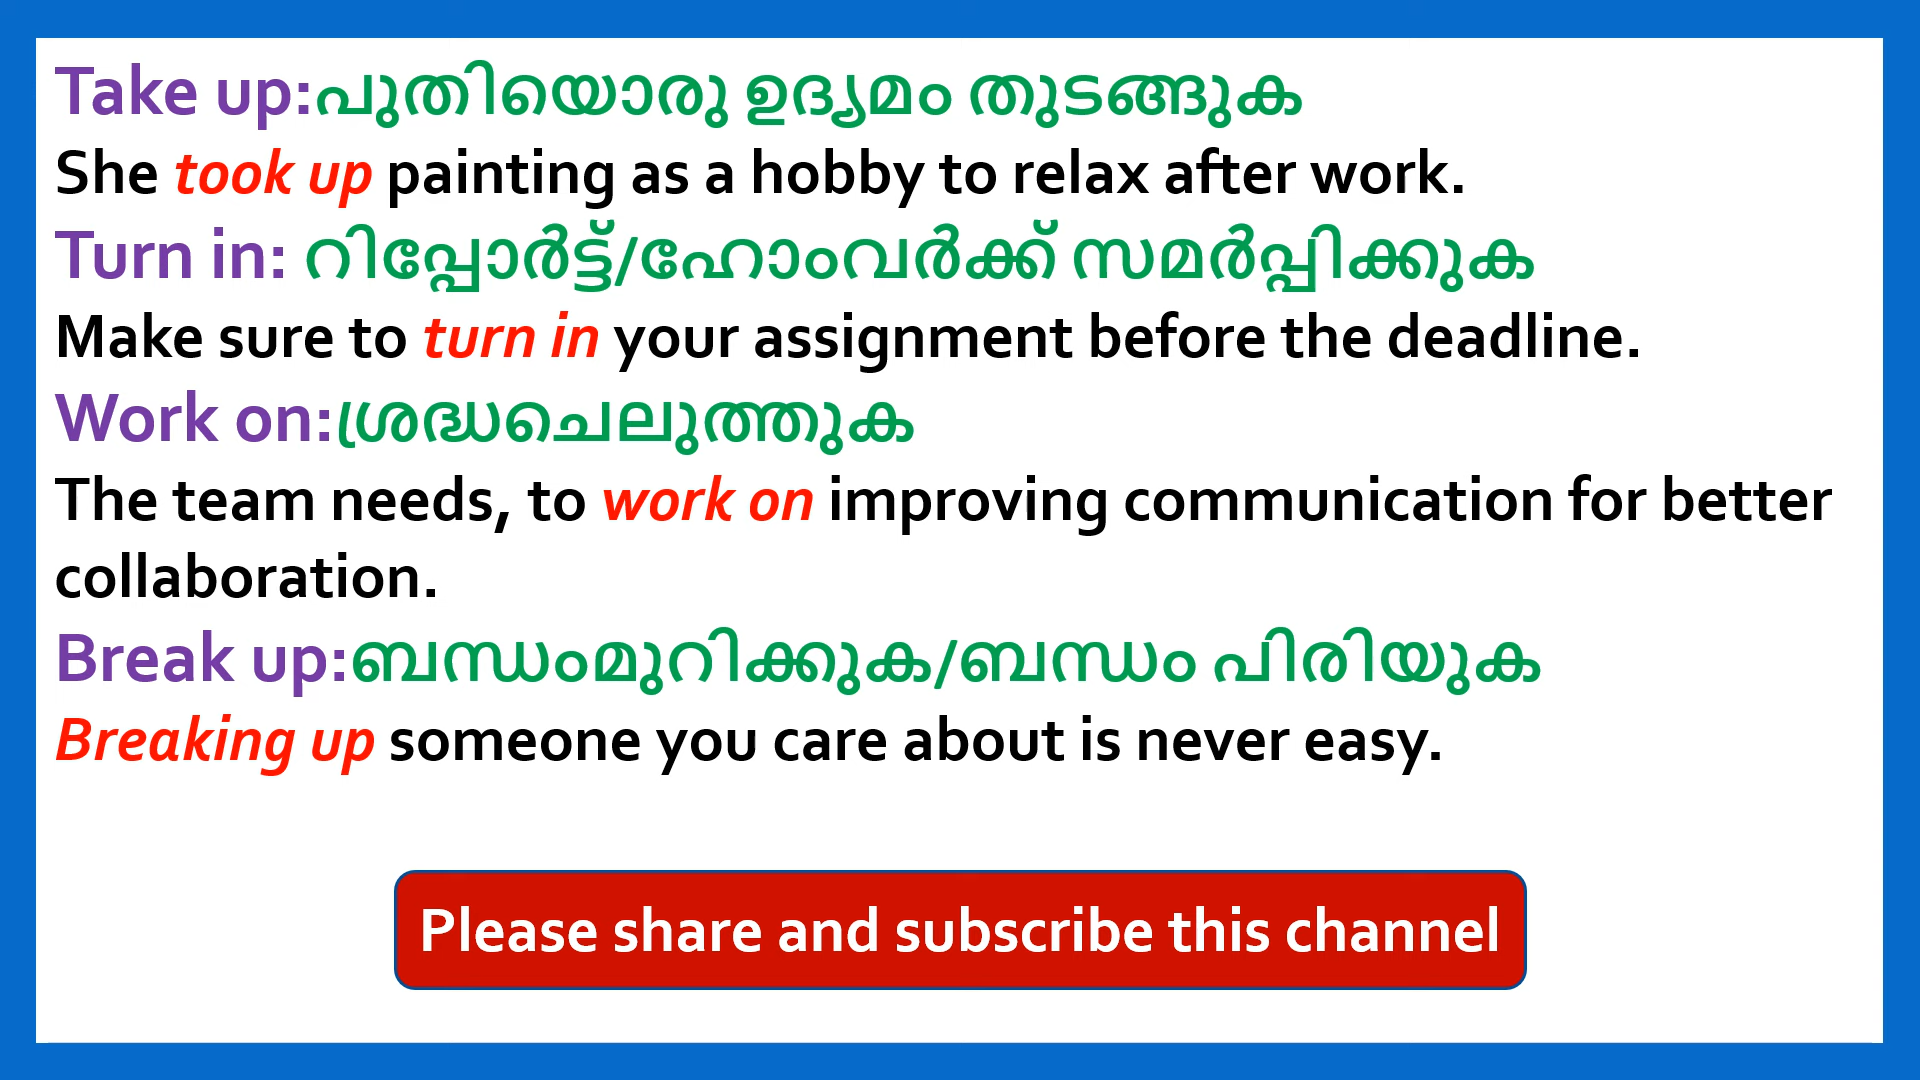 Take up:പുതിയൊരു ഉദ്യമം തുടങ്ങുക
She took up painting as a hobby to relax after work.
Turn in: റിപ്പോർട്ട്/ഹോംവർക്ക് സമർപ്പിക്കുക
Make sure to turn in your assignment before the deadline.
Work on:ശ്രദ്ധചെലുത്തുക
The team needs, to work on improving communication for better
collaboration.
Break up:ബന്ധംമുറിക്കുക/ബന്ധം പിരിയുക
Breaking up someone you care about is never easy.
Please share and subscribe this channel